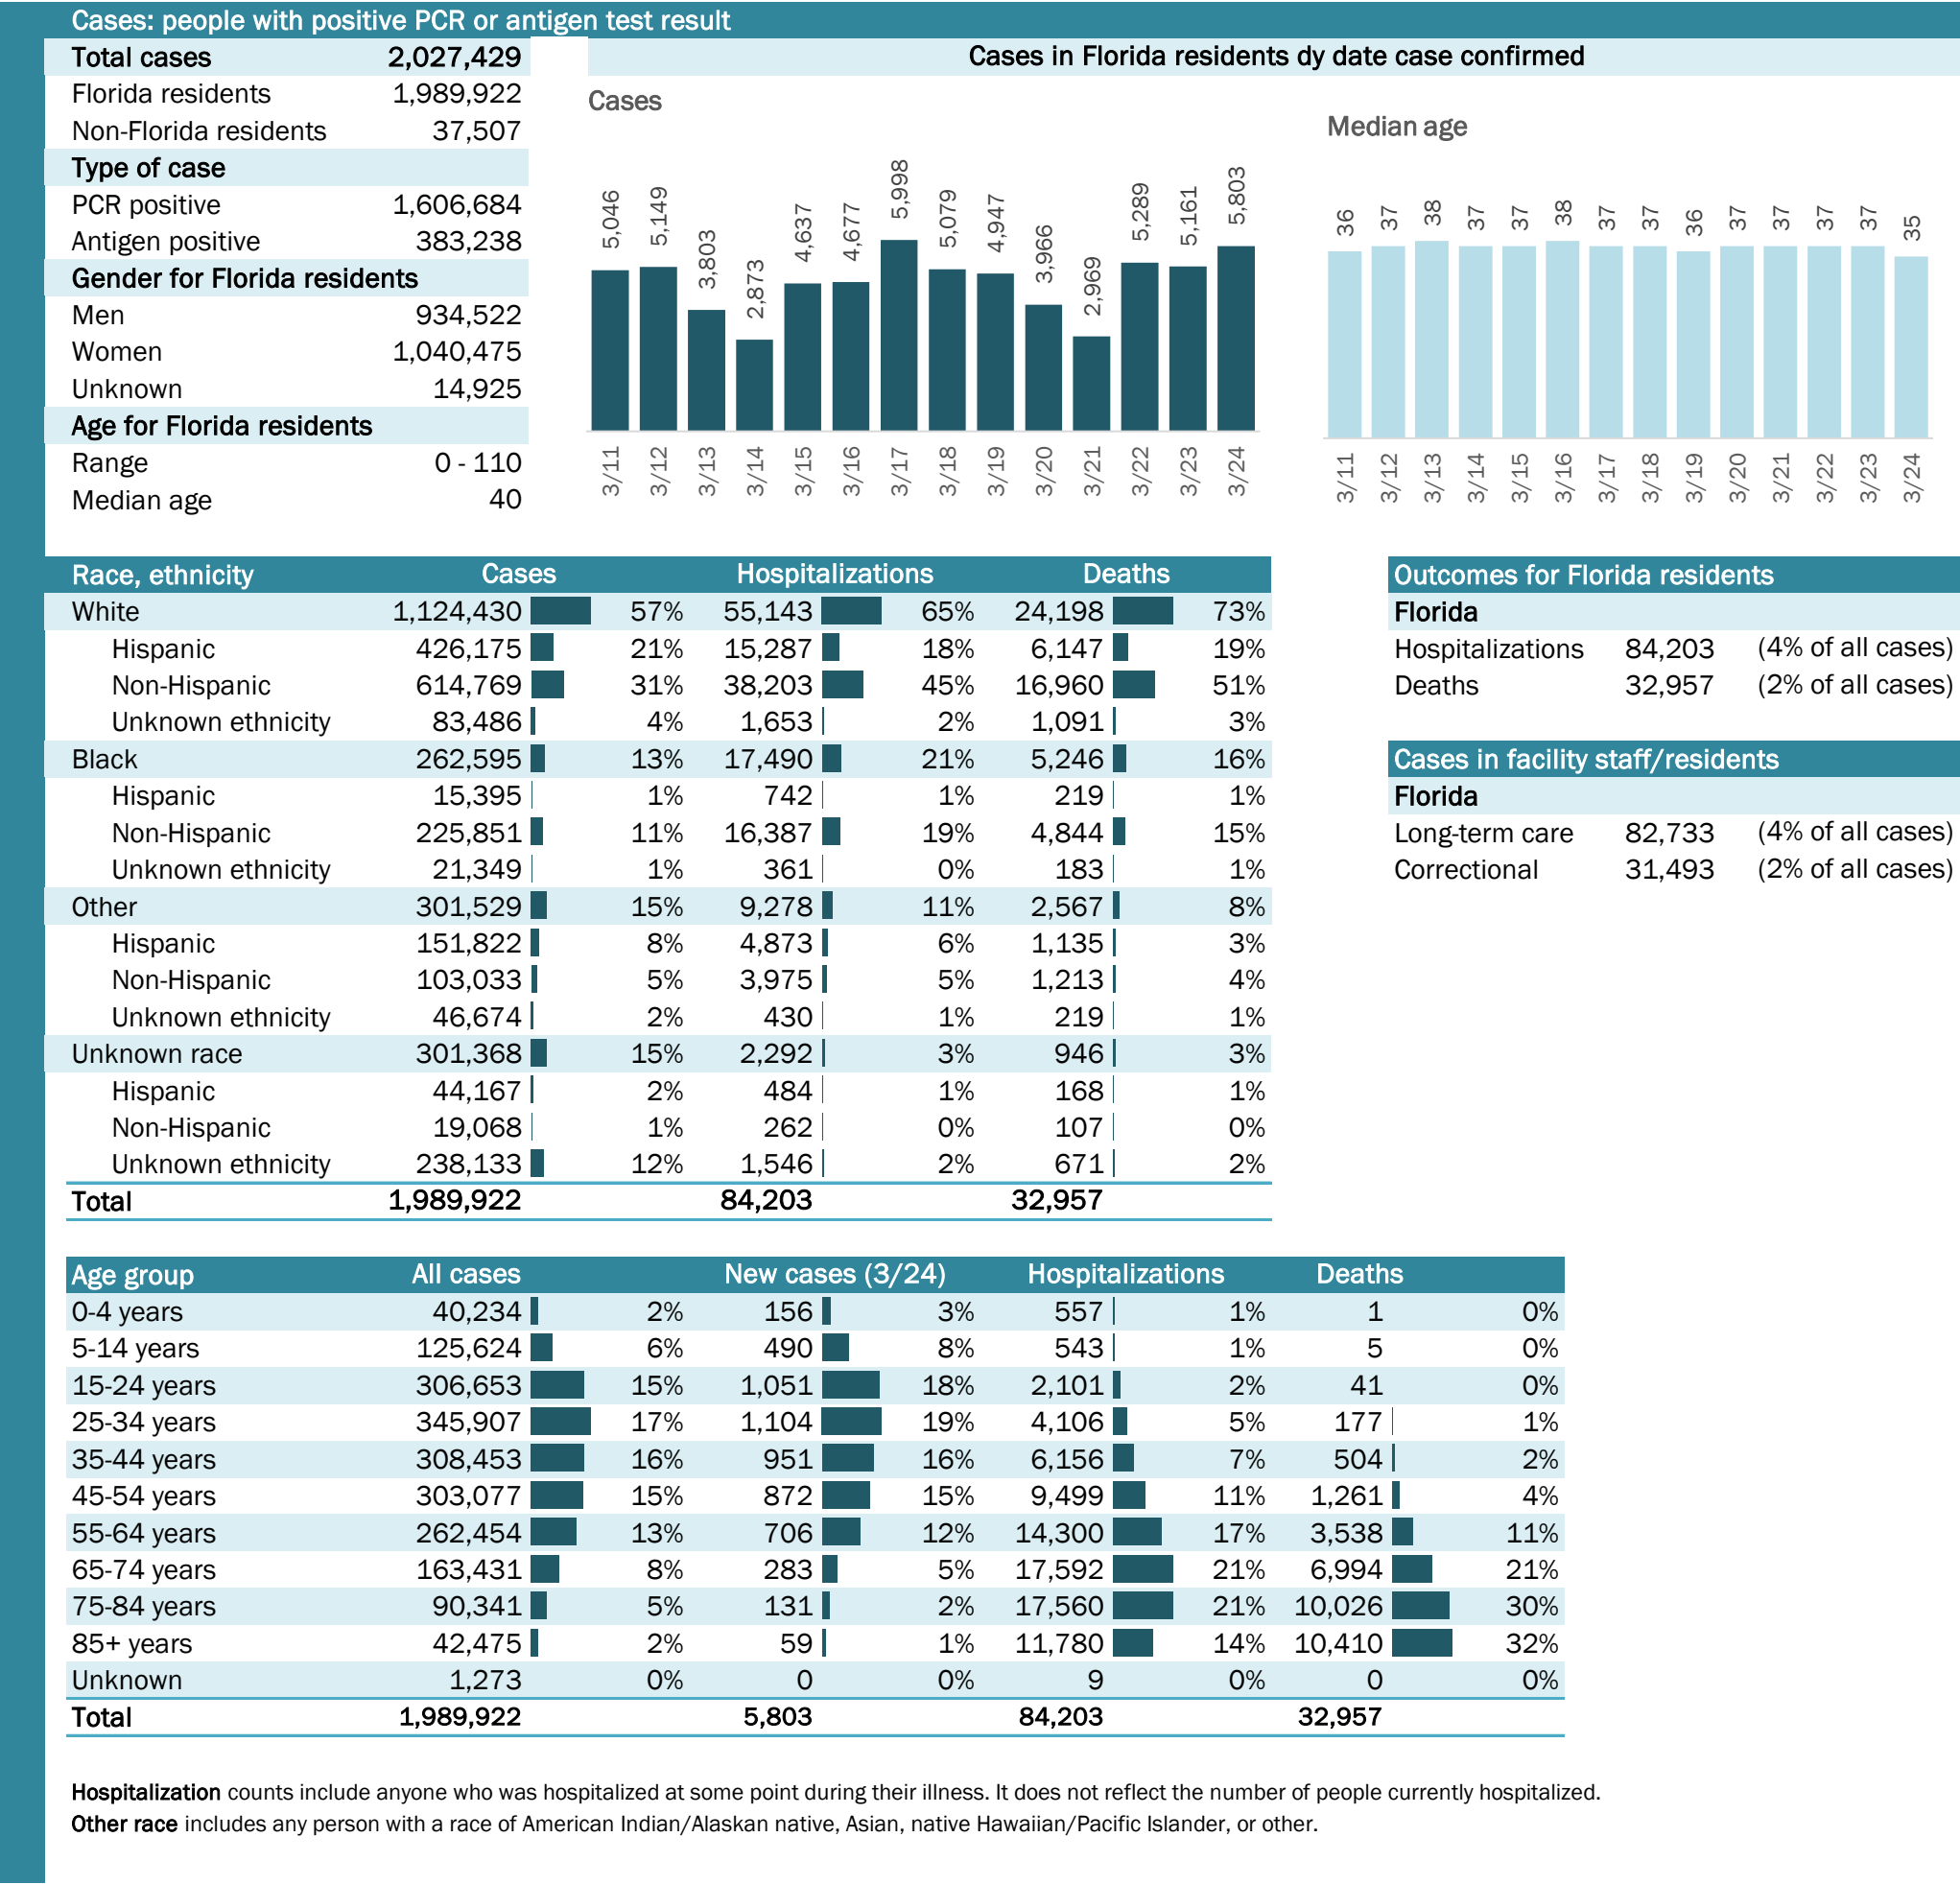 Cases: people with positive PCR or antigen test result
Total cases 2,027,429
Florida residents 1,989,922
Non-Florida residents 37,507
Type of case
PCR positive 1,606,684
Antigen positive 383,238
Gender for Florida residents
Men 934,522
Women 1,040,475
Unknown 14,925
Age for Florida residents
Range 0 - 110
Median age 40
Cases in Florida residents dy date case confirmed
Cases
5,046 5,149 3,803 2,873 4,637 4,677 5,998 5,079 4,947 3,966 2,969 5,289 5,161 5,803
3/11 3/12 3/13 3/14 3/15 3/16 3/17 3/18 3/19 3/20 3/21 3/22 3/23 3/24
Median age
36 37 38 37 37 38 37 37 36 37 37 37 37 35
3/11 3/12 3/13 3/14 3/15 3/16 3/17 3/18 3/19 3/20 3/21 3/22 3/23 3/24
Race, ethnicity Cases Hospitalizations Deaths
White 1,124,430 57% 55,143 65% 24,198 73%
Hispanic 426,175 21% 15,287 18% 6,147 19%
Non-Hispanic 614,769 31% 38,203 45% 16,960 51%
Unknown ethnicity 83,486 4% 1,653 2% 1,091 3%
Black 262,595 13% 17,490 21% 5,246 16%
Hispanic 15,395 1% 742 1% 219 1%
Non-Hispanic 225,851 11% 16,387 19% 4,844 15%
Unknown ethnicity 21,349 1% 361 0% 183 1%
Other 301,529 15% 9,278 11% 2,567 8%
Hispanic 151,822 8% 4,873 6% 1,135 3%
Non-Hispanic 103,033 5% 3,975 5% 1,213 4%
Unknown ethnicity 46,674 2% 430 1% 219 1%
Unknown race 301,368 15% 2,292 3% 946 3%
Hispanic 44,167 2% 484 1% 168 1%
Non-Hispanic 19,068 1% 262 0% 107 0%
Unknown ethnicity 238,133 12% 1,546 2% 671 2%
Total 1,989,922 84,203 32,957
Outcomes for Florida residents
Florida
Hospitalizations 84,203 (4% of all cases)
Deaths 32,957 (2% of all cases)
Cases in facility staff/residents
Florida
Long-term care 82,733 (4% of all cases)
Correctional 31,493 (2% of all cases)
Age group All cases New cases (3/24) Hospitalizations Deaths
0-4 years 40,234 2% 156 3% 557 1% 1 0%
5-14 years 125,624 6% 490 8% 543 1% 5 0%
15-24 years 306,653 15% 1,051 18% 2,101 2% 41 0%
25-34 years 345,907 17% 1,104 19% 4,106 5% 177 1%
35-44 years 308,453 16% 951 16% 6,156 7% 504 2%
45-54 years 303,077 15% 872 15% 9,499 11% 1,261 4%
55-64 years 262,454 13% 706 12% 14,300 17% 3,538 11%
65-74 years 163,431 8% 283 5% 17,592 21% 6,994 21%
75-84 years 90,341 5% 131 2% 17,560 21% 10,026 30%
85+ years 42,475 2% 59 1% 11,780 14% 10,410 32%
Unknown 1,273 0% 0 0% 9 0% 0 0%
Total 1,989,922 5,803 84,203 32,957
Hospitalization counts include anyone who was hospitalized at some point during their illness. It does not reflect the number of people currently hospitalized.
Other race includes any person with a race of American Indian/Alaskan native, Asian, native Hawaiian/Pacific Islander, or other.